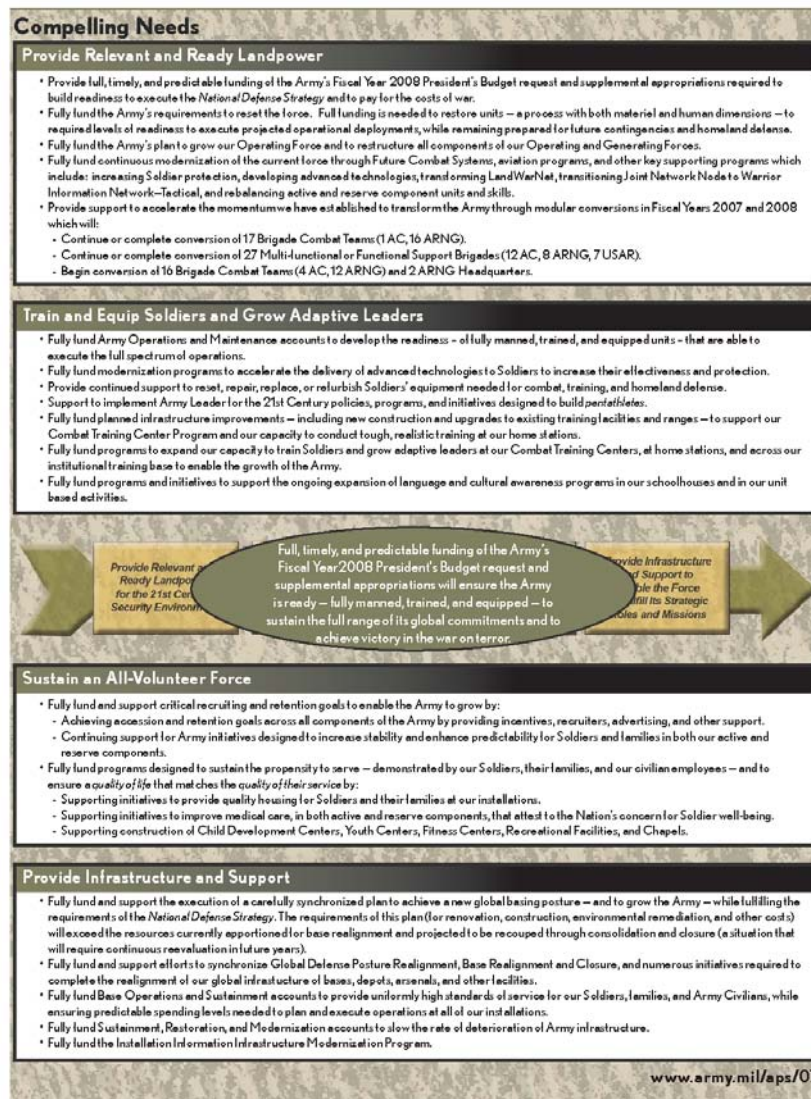 Compelling Needs
Provide Relevant and Ready Landpower
• Provide full, timely, and predictable funding of the Army's Fiscal Year 2008 President's Budget request and supplemental appropriations required to
build readiness to execute the National Defense Strategy and to pay for the costs of war.
• Fully fund the Army's requirements to reset the force. Full funding is needed to restore units – a process with both materiel and human dimensions – to
required levels of readiness to execute projected operational deployments, while remaining prepared for future contingencies and homeland defense.
• Fully fund the Army's plan to grow our Operating Force and to restructure all components of our Operating and Generating Forces.
• Fully fund continuous modernization of the current force through Future Combat Systems, aviation programs, and other key supporting programs which
include: increasing Soldier protection, developing advanced technologies, transforming LandWarNet, transitioning Joint Network Node to Warrior
Information Network–Tactical, and rebalancing active and reserve component units and skills.
• Provide support to accelerate the momentum we have established to transform the Army through modular conversions in Fiscal Years 2007 and 2008
which will:
- Continue or complete conversion of 17 Brigade Combat Teams (1 AC, 16 ARNG).
- Continue or complete conversion of 27 Multi-functional or Functional Support Brigades (12 AC, 8 ARNG, 7 USAR).
- Begin conversion of 16 Brigade Combat Teams (4 AC, 12 ARNG) and 2 ARNG Headquarters.
Train and Equip Soldiers and Grow Adaptive Leaders
• Fully fund Army Operations and Maintenance accounts to develop the readiness – of fully manned, trained, and equipped units – that are able to
execute the full spectrum of operations.
• Fully fund modernization programs to accelerate the delivery of advanced technologies to Soldiers to increase their effectiveness and protection.
• Provide continued support to reset, repair, replace, or refurbish Soldiers' equipment needed for combat, training, and homeland defense.
• Support to implement Army Leader for the 21st Century policies, programs, and initiatives designed to build pentathletes.
• Fully fund planned infrastructure improvements – including new construction and upgrades to existing training facilities and ranges – to support our
Combat Training Center Program and our capacity to conduct tough, realistic training at our home stations.
• Fully fund programs to expand our capacity to train Soldiers and grow adaptive leaders at our Combat Training Centers, at home stations, and across our
institutional training base to enable the growth of the Army.
• Fully fund programs and initiatives to support the ongoing expansion of language and cultural awareness programs in our schoolhouses and in our unit
based activities.
Provide Relevant a
Ready Landpo
for the 21st Cen
Security Environm
Full, timely, and predictable funding of the Army's
Fiscal Year 2008 President's Budget request and
supplemental appropriations will ensure the Army
is ready – fully manned, trained, and equipped – to
sustain the full range of its global commitments and to
achieve victory in the war on terror.
ovide Infrastructure
d Support to
ble the Force
lfill Its Strategic
oles and Missions
Sustain an All-Volunteer Force
• Fully fund and support critical recruiting and retention goals to enable the Army to grow by:
- Achieving accession and retention goals across all components of the Army by providing incentives, recruiters, advertising, and other support.
- Continuing support for Army initiatives designed to increase stability and enhance predictability for Soldiers and families in both our active and
reserve components.
• Fully fund programs designed to sustain the propensity to serve – demonstrated by our Soldiers, their families, and our civilian employees – and to
ensure a quality of life that matches the quality of their service by:
- Supporting initiatives to provide quality housing for Soldiers and their families at our installations.
- Supporting initiatives to improve medical care, in both active and reserve components, that attest to the Nation's concern for Soldier well-being.
- Supporting construction of Child Development Centers, Youth Centers, Fitness Centers, Recreational Facilities, and Chapels.
Provide Infrastructure and Support
• Fully fund and support the execution of a carefully synchronized plan to achieve a new global basing posture – and to grow the Army – while fulfilling the
requirements of the National Defense Strategy. The requirements of this plan (for renovation, construction, environmental remediation, and other costs)
will exceed the resources currently apportioned for base realignment and projected to be recouped through consolidation and closure (a situation that
will require continuous reevaluation in future years).
• Fully fund and support efforts to synchronize Global Defense Posture Realignment, Base Realignment and Closure, and numerous initiatives required to
complete the realignment of our global infrastucture of bases, depots, arsenals, and other facilities.
• Fully fund Base Operations and Sustainment accounts to provide uniformly high standards of service for our Soldiers, families, and Army Civilians, while
ensuring predictable spending levels needed to plan and execute operations at all of our installations.
• Fully fund Sustainment, Restoration, and Modernization accounts to slow the rate of deterioration of Army infrastructure.
• Fully fund the Installation Information Infrastructure Modernization Program.
www.army.mil/aps/0